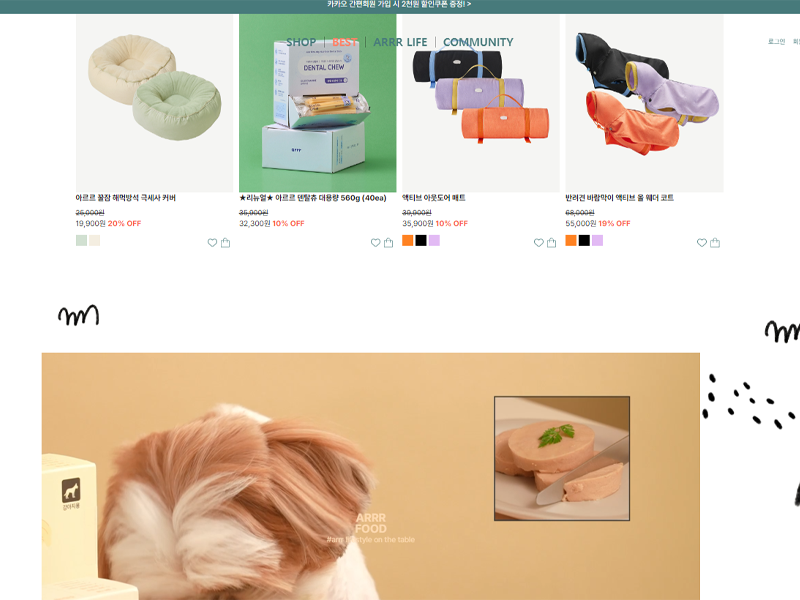 카카오 간편회원 가입 시 2천원 할인쿠폰 증정! >
SHOP | BEST | ARRR LIFE | COMMUNITY
로그인
DENTAL CHEW
아르르 꿀잠 해먹방석 극세사 커버
25,000원
19,900원 20% OFF
★리뉴얼★ 아르르 덴탈츄 대용량 560g (40ea)
35,900원
32,300원 10% OFF
액티브 아웃도어 매트
39,900원
35,900원 10% OFF
반려견 바람막이 액티브 올 웨더 코트
68,000원
55,000원 19% OFF
강아지용
ARRR
FOOD
#arrr lifestyle on the table